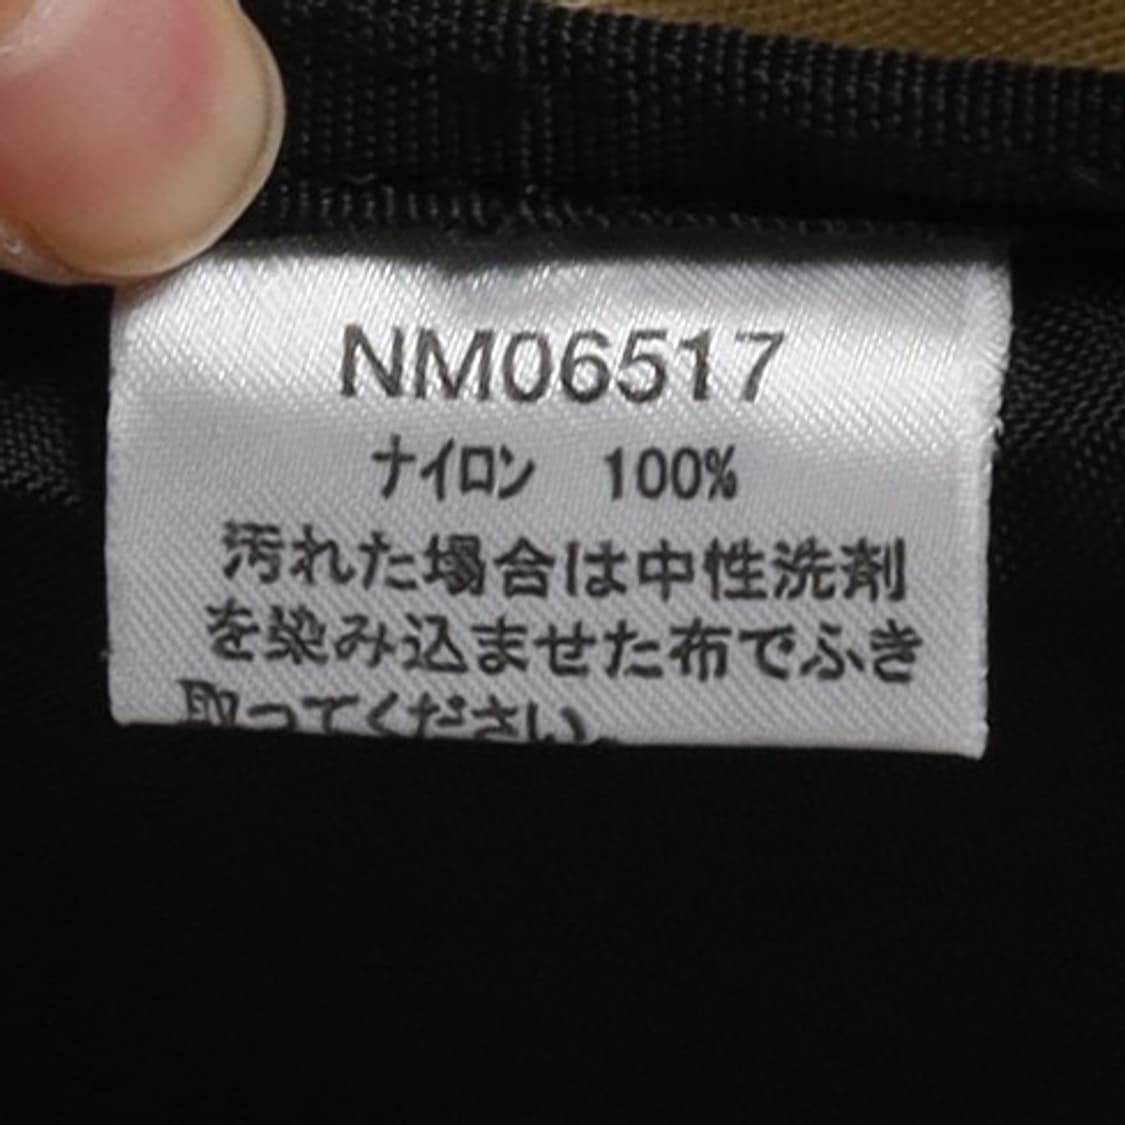 NM06517
ナイロン　100%
汚れた場合は中性洗剤
を染み込ませた布でふき
取ってください。